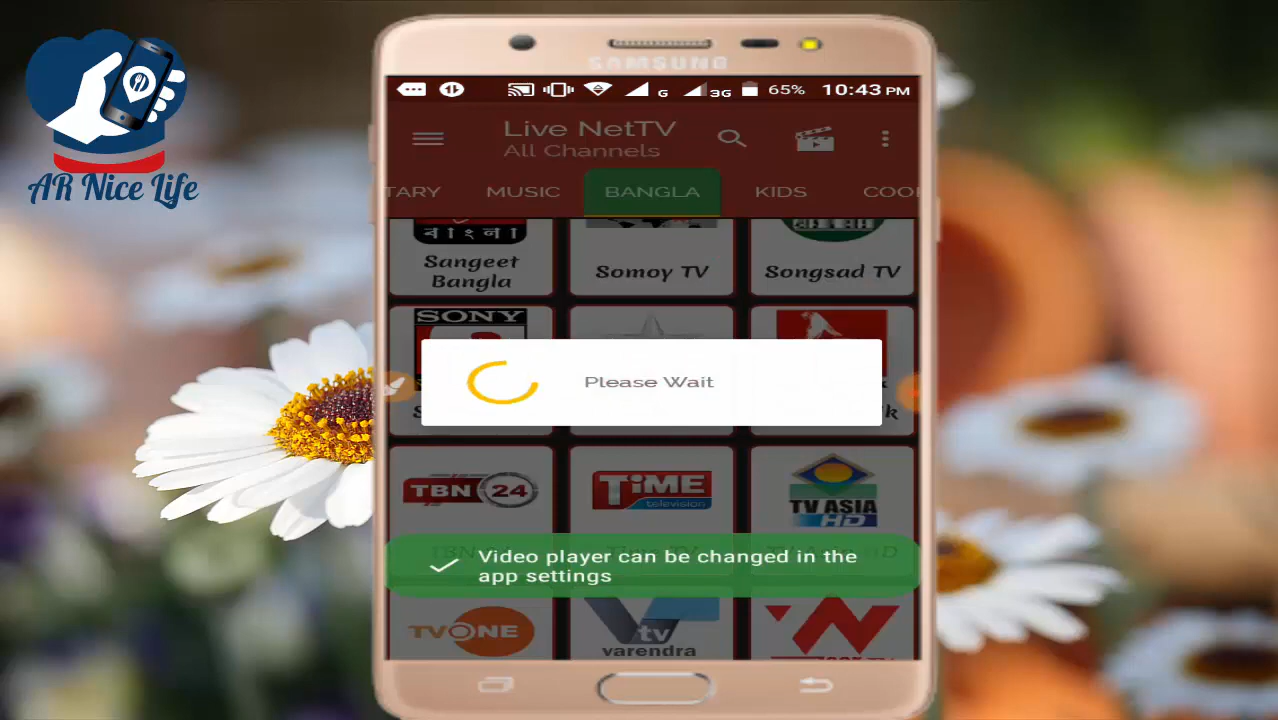 AR Nice Life
SAMSUNG
G
3G
65%
10:43 PM
Live NetTV
All Channels
TARY
MUSIC
BANGLA
KIDS
COO
বাংলা
Sangeet
Bangla
Somoy TV
Songsad TV
SONY
Please Wait
TBN 24
TiME
television
TV ASIA
HD
Video player can be changed in the
app settings
TVONE
tv
varendra